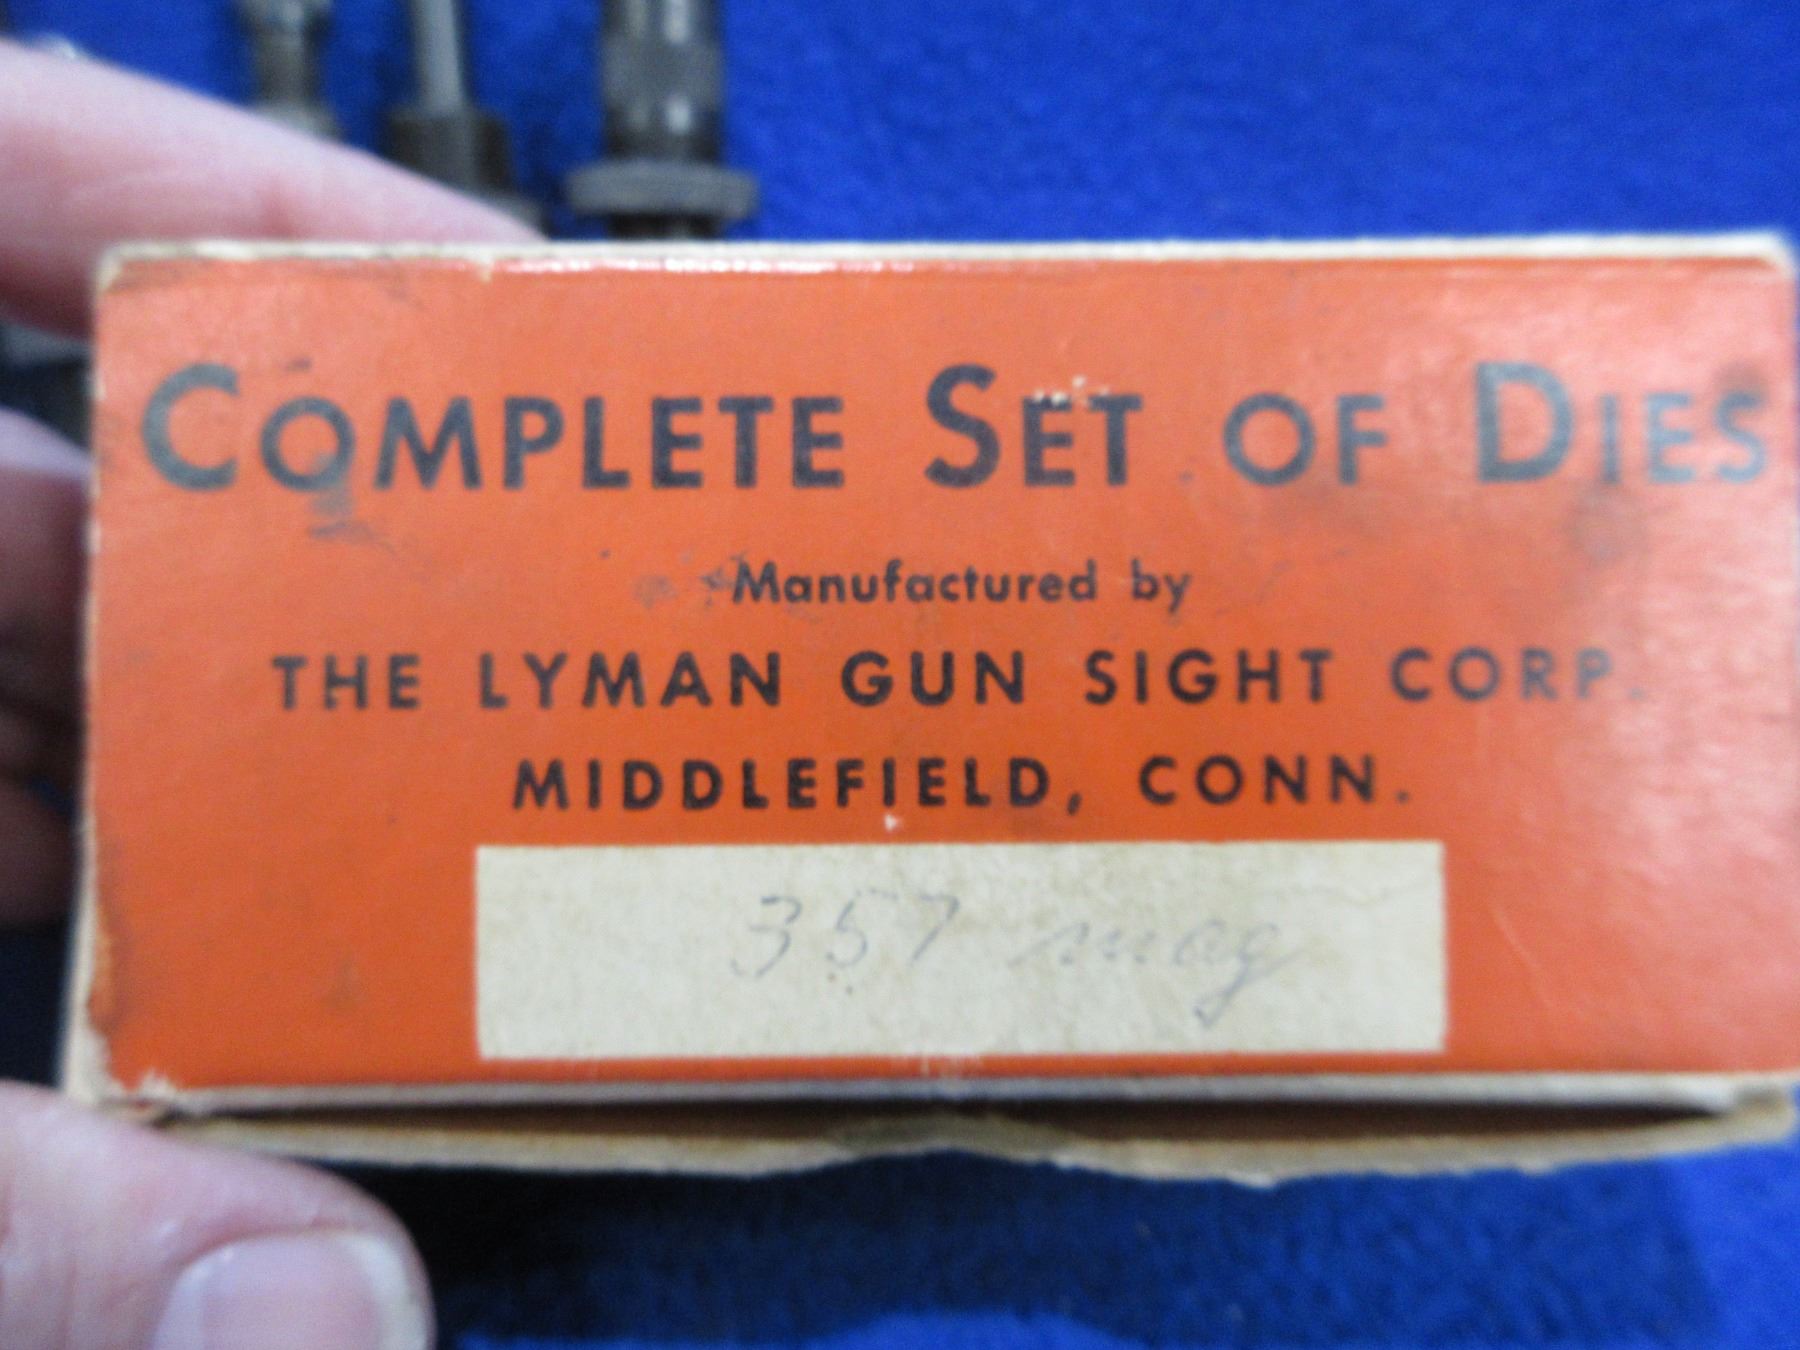 COMPLETE SET OF DIES
Manufactured by
THE LYMAN GUN SIGHT CORP.
MIDDLEFIELD, CONN.
357 mag